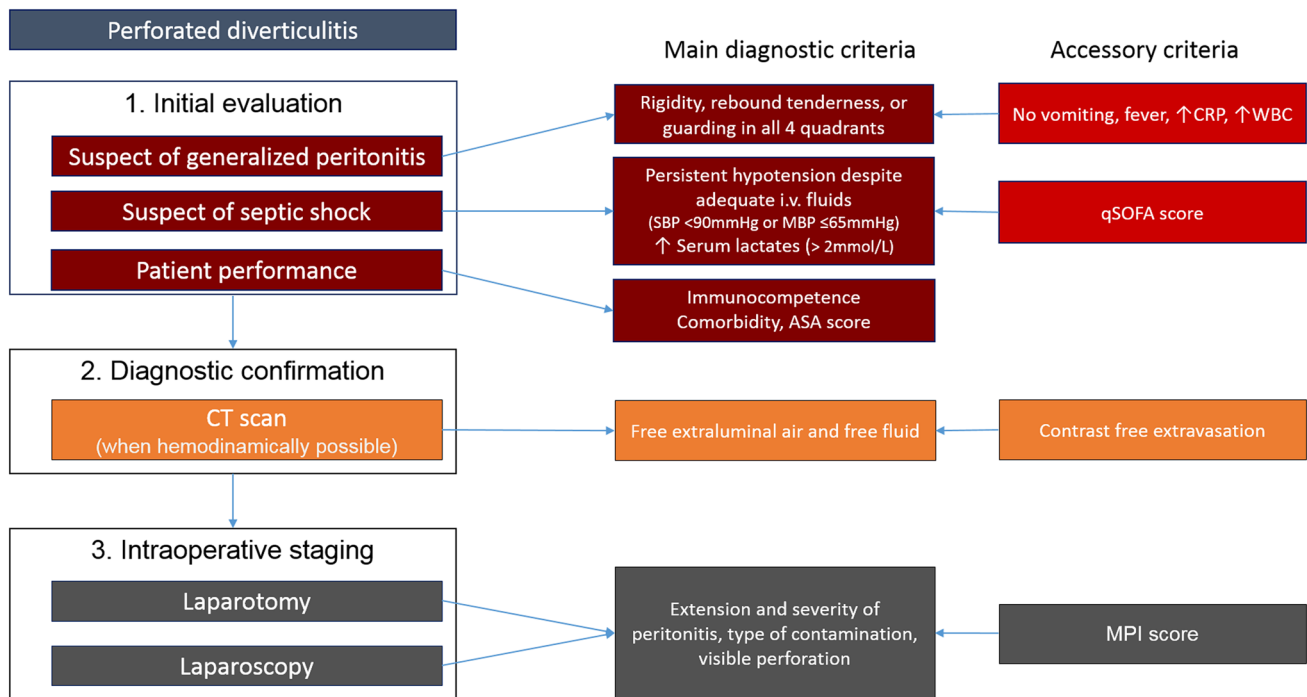 Perforated diverticulitis
Main diagnostic criteria
Accessory criteria
1. Initial evaluation
Suspect of generalized peritonitis
Suspect of septic shock
Patient performance
Rigidity, rebound tenderness, or
guarding in all 4 quadrants
No vomiting, fever, ↑CRP, ↑WBC
Persistent hypotension despite
adequate i.v. fluids
(SBP <90mmHg or MBP ≤65mmHg)
↑ Serum lactates (> 2mmol/L)
qSOFA score
Immunocompetence
Comorbidity, ASA score
2. Diagnostic confirmation
CT scan
(when hemodinamically possible)
Free extraluminal air and free fluid
Contrast free extravasation
3. Intraoperative staging
Laparotomy
Laparoscopy
Extension and severity of
peritonitis, type of contamination,
visible perforation
MPI score